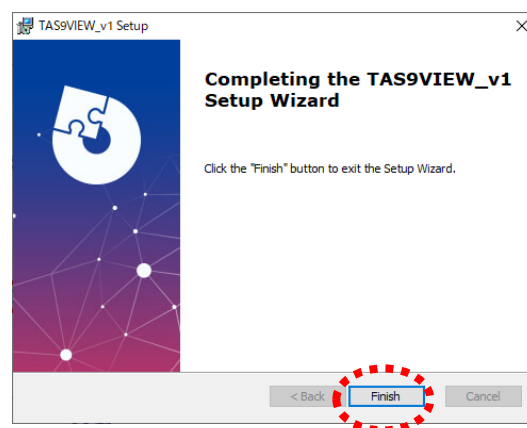 TAS9VIEW_v1 Setup
Completing the TAS9VIEW_v1
Setup Wizard
Click the "Finish" button to exit the Setup Wizard.
< Back
Finish
Cancel